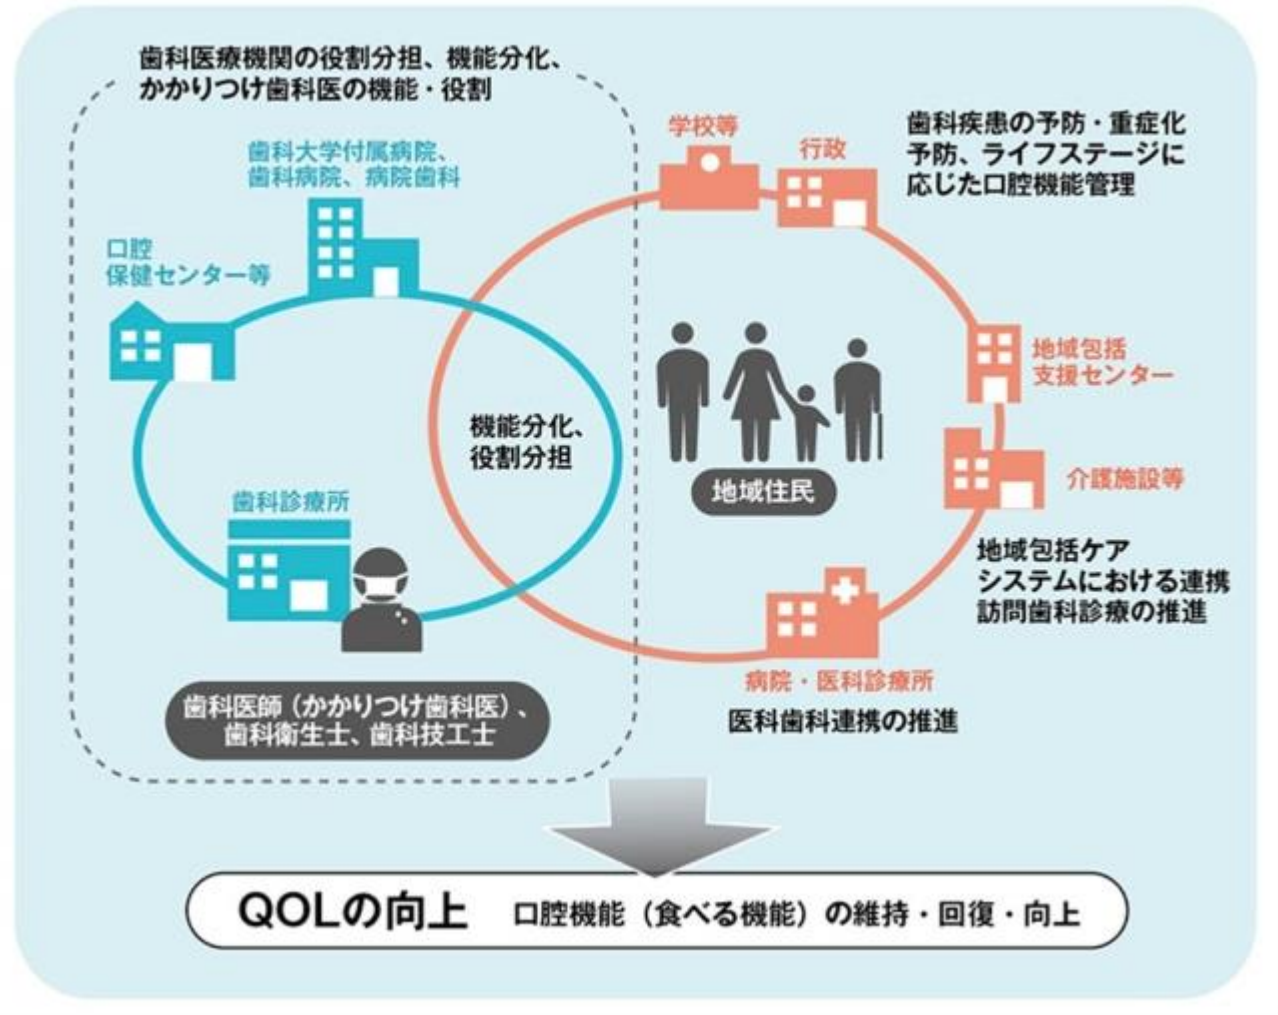 歯科医療機関の役割分担、機能分化、
かかりつけ歯科医の機能・役割
歯科大学付属病院、
歯科病院、病院歯科
口腔
保健センター等
歯科診療所
歯科医師（かかりつけ歯科医）、
歯科衛生士、歯科技工士
機能分化、
役割分担
学校等
行政
歯科疾患の予防・重症化
予防、ライフステージに
応じた口腔機能管理
地域包括
支援センター
介護施設等
地域住民
地域包括ケア
システムにおける連携
訪問歯科診療の推進
病院・医科診療所
医科歯科連携の推進
QOLの向上 口腔機能（食べる機能）の維持・回復・向上